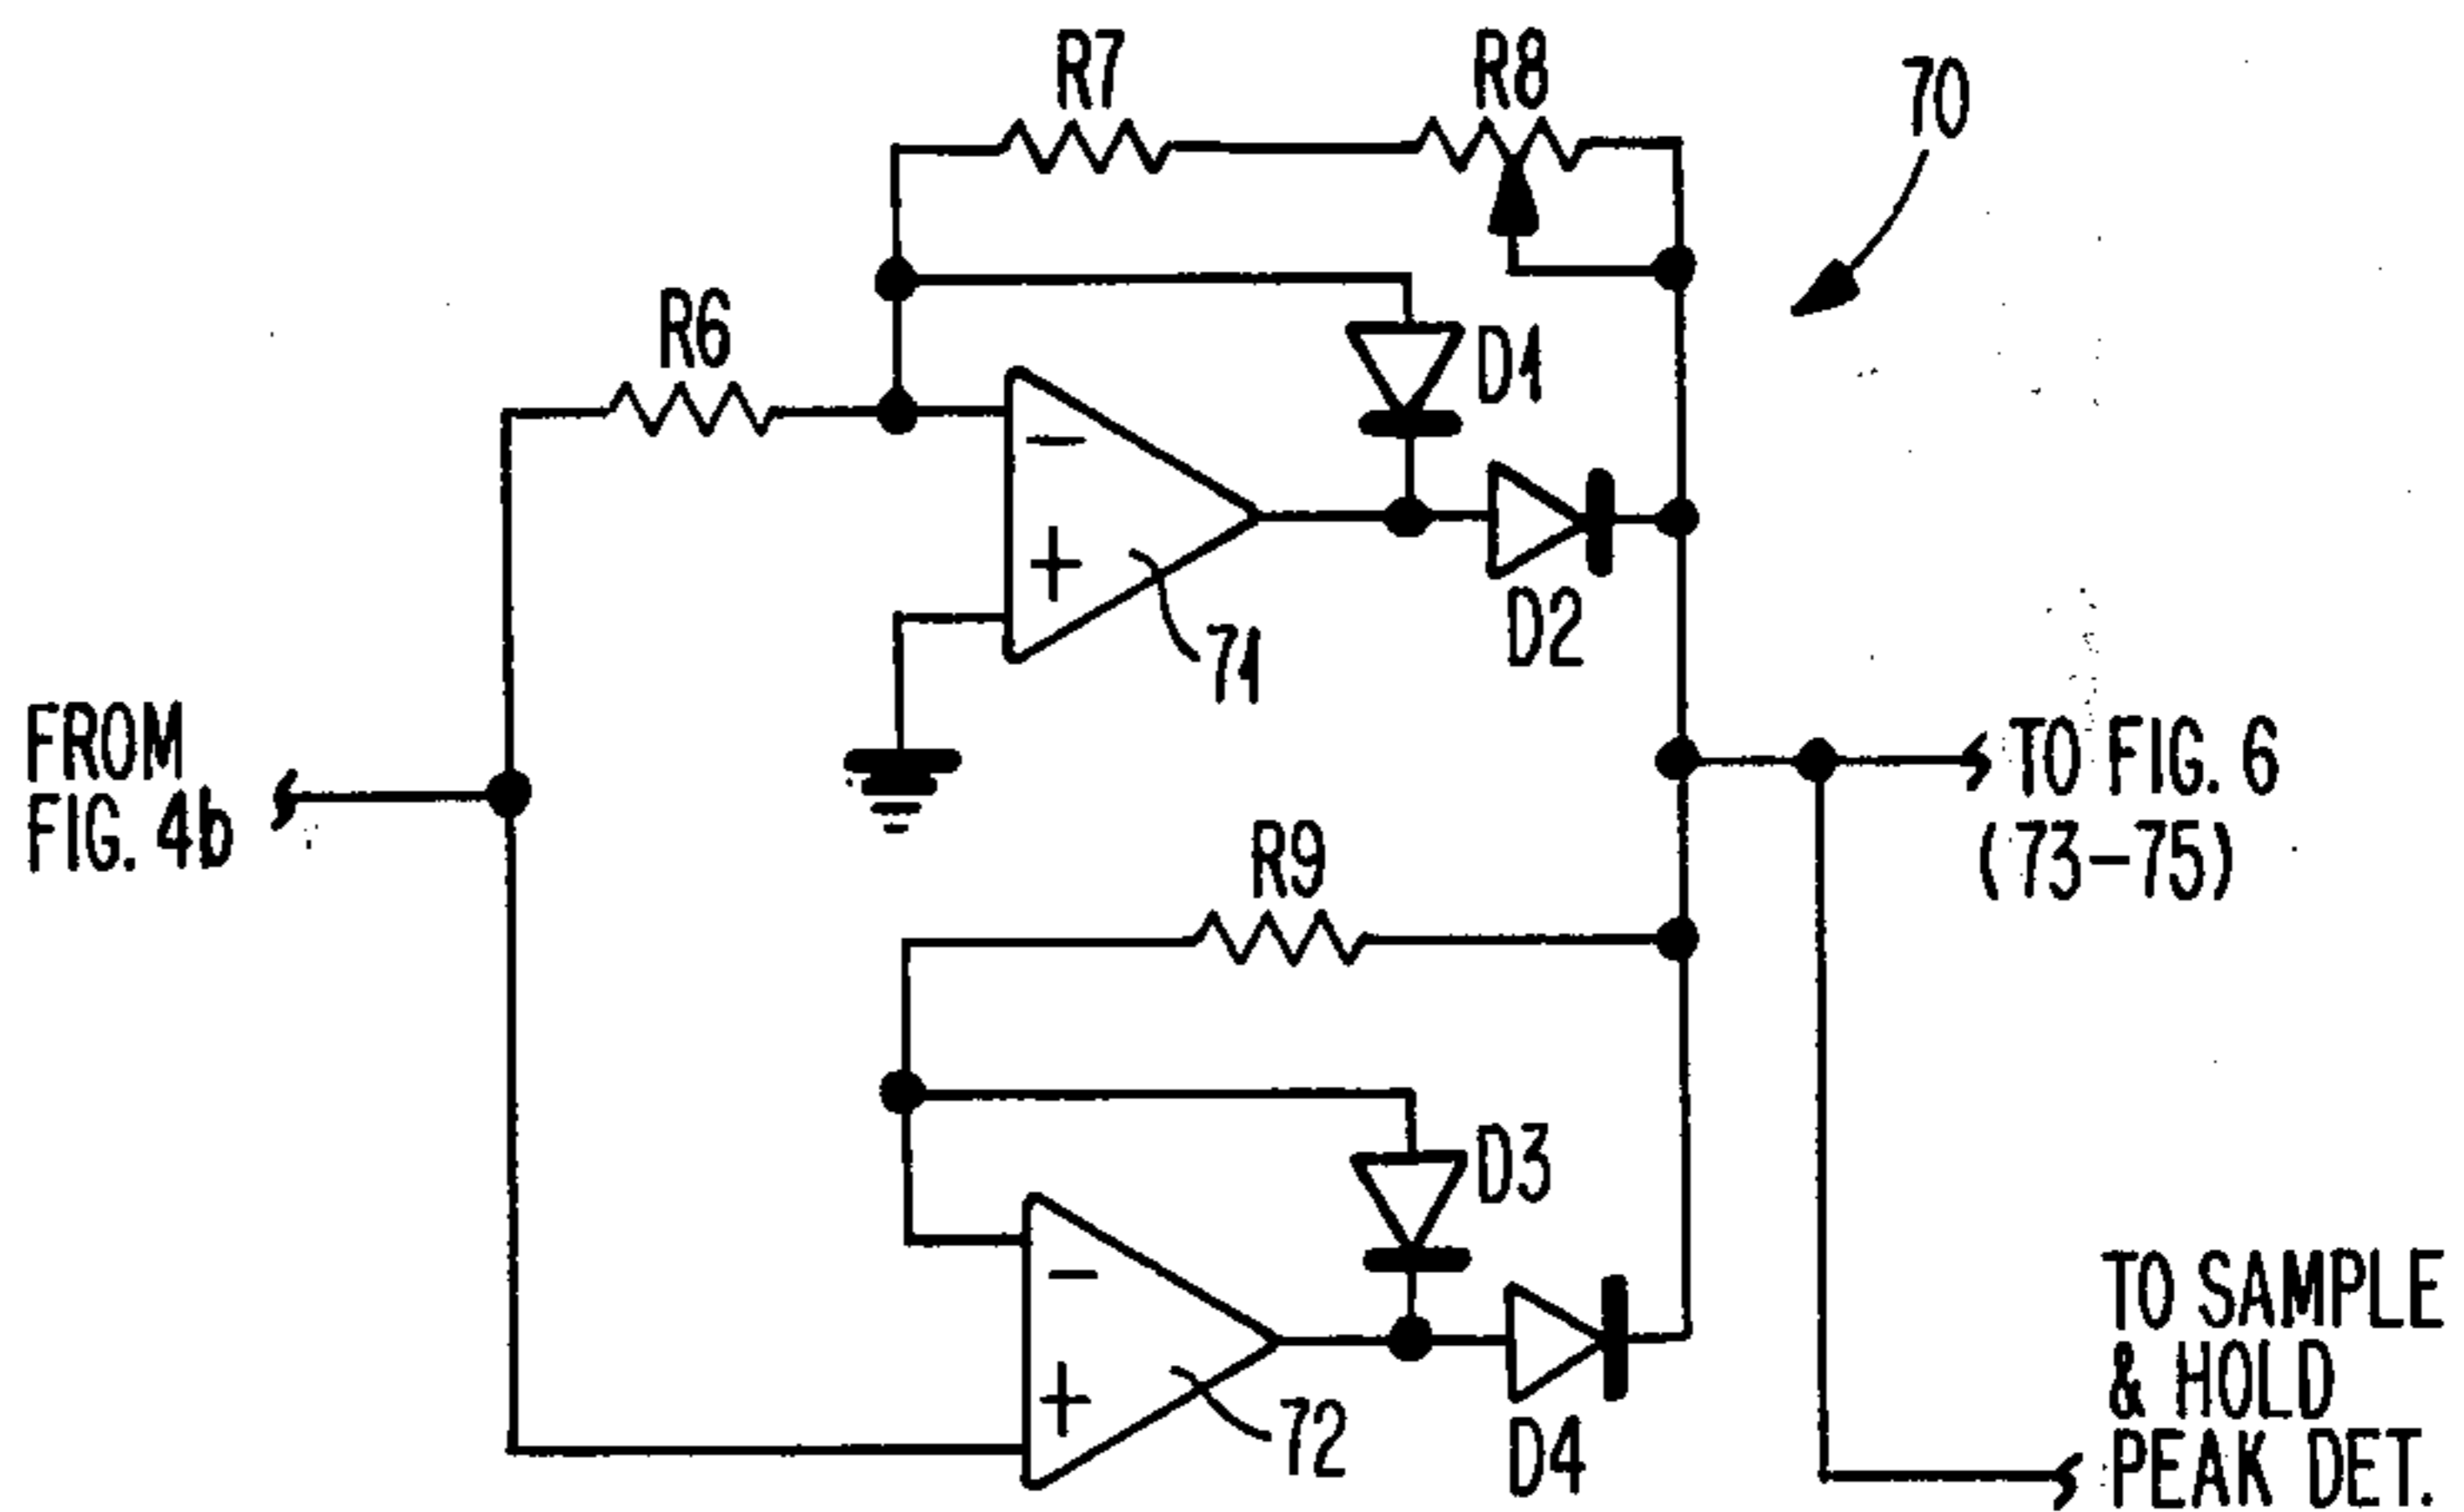 R7
R8
70
R6
D1
−
+
71
D2
FROM
FIG. 4b
TO FIG. 6
(73-75)
R9
D3
−
+
72
D4
TO SAMPLE
& HOLD
PEAK DET.